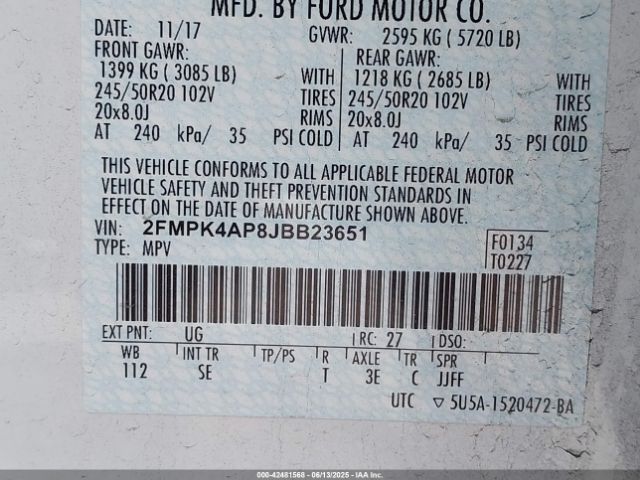 MFD. BY FORD MOTOR CO.
DATE: 11/17 GVWR: 2595 KG ( 5720 LB)
FRONT GAWR: REAR GAWR:
1399 KG ( 3085 LB) WITH 1218 KG ( 2685 LB) WITH
245/50R20 102V TIRES 245/50R20 102V TIRES
20x8.0J RIMS 20x8.0J RIMS
AT 240 kPa/ 35 PSI COLD AT 240 kPa/ 35 PSI COLD
THIS VEHICLE CONFORMS TO ALL APPLICABLE FEDERAL MOTOR
VEHICLE SAFETY AND THEFT PREVENTION STANDARDS IN
EFFECT ON THE DATE OF MANUFACTURE SHOWN ABOVE.
VIN: 2FMPK4AP8JBB23651 F0134
TYPE: MPV T0227
EXT PNT: UG RC: 27 DSO:
WB INT TR TP/PS R AXLE TR SPR
112 SE T 3E C JJFF
UTC ▽ 5U5A-1520472-BA
000-42481568 - 06/13/2025 - IAAI.COM